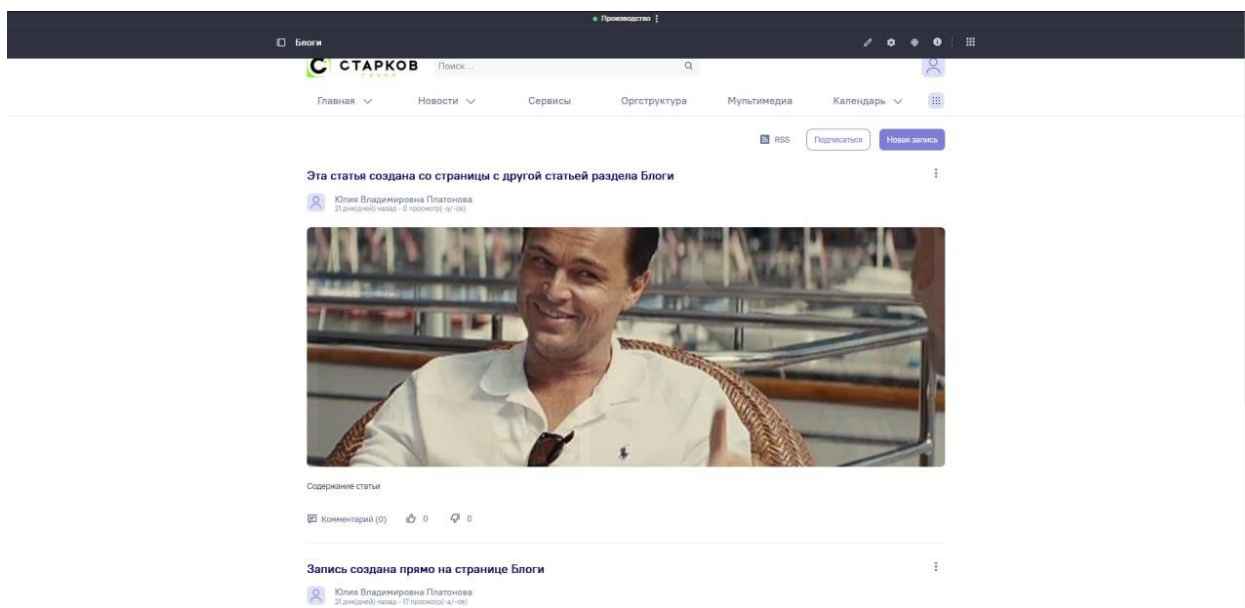 Производство
Блоги
СТАРКОВ
ГРУПП
Поиск...
Главная
Новости
Сервисы
Оргструктура
Мультимедиа
Календарь
RSS
Подписаться
Новая запись
Эта статья создана со страницы с другой статьей раздела Блоги
Юлия Владимировна Платонова
21 дня(дней) назад - 0 просмотр(-а/-ов)
Содержание статьи
Комментарий (0)
0
0
Запись создана прямо на странице Блоги
Юлия Владимировна Платонова
21 дня(дней) назад - 17 просмотр(-а/-ов)